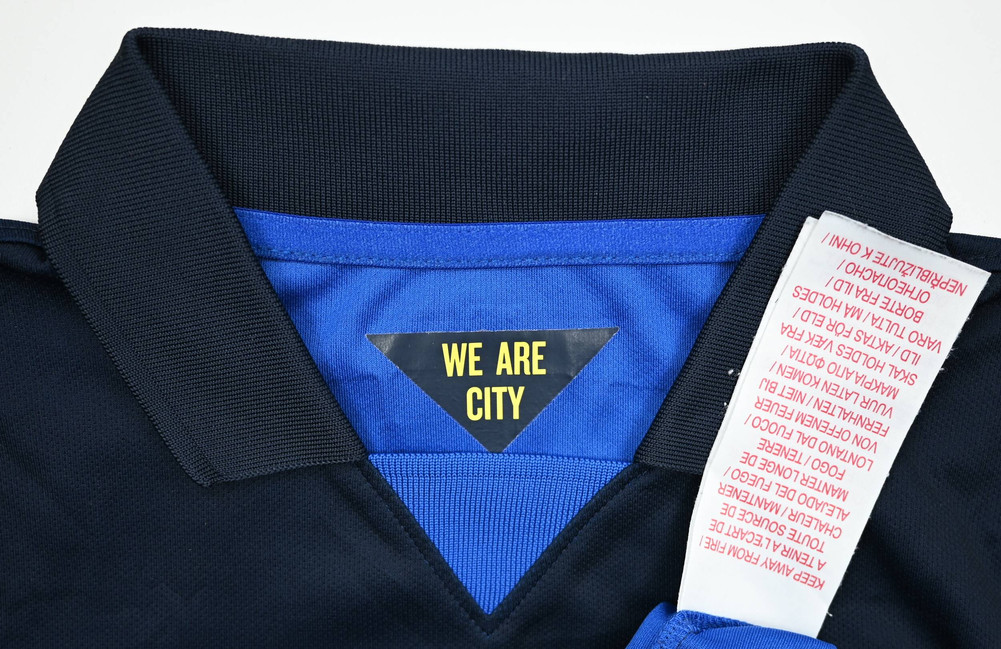 WE ARE
CITY
KEEP AWAY FROM FIRE /
A TENIR A L'ECART DE
TOUTE SOURCE DE
CHALEUR / MANTENER
ALEJADO DEL FUEGO /
MANTER LONGE DE
FOGO / TENERE
LONTANO DAL FUOCO /
VON OFFENEM FEUER
FERNHALTEN / NIET BIJ
VUUR LATEN KOMEN /
ΜΑΚΡΙΑ ΑΠΟ ΦΩΤΙΑ /
SKAL HOLDES VÆK FRA
ILD / AKTAS FÖR ELD /
VARO TULTA / MÅ HOLDES
BORTE FRA ILD /
ОГНЕОПАСНО /
NEPŘIBLIŽUJTE K OHNI /